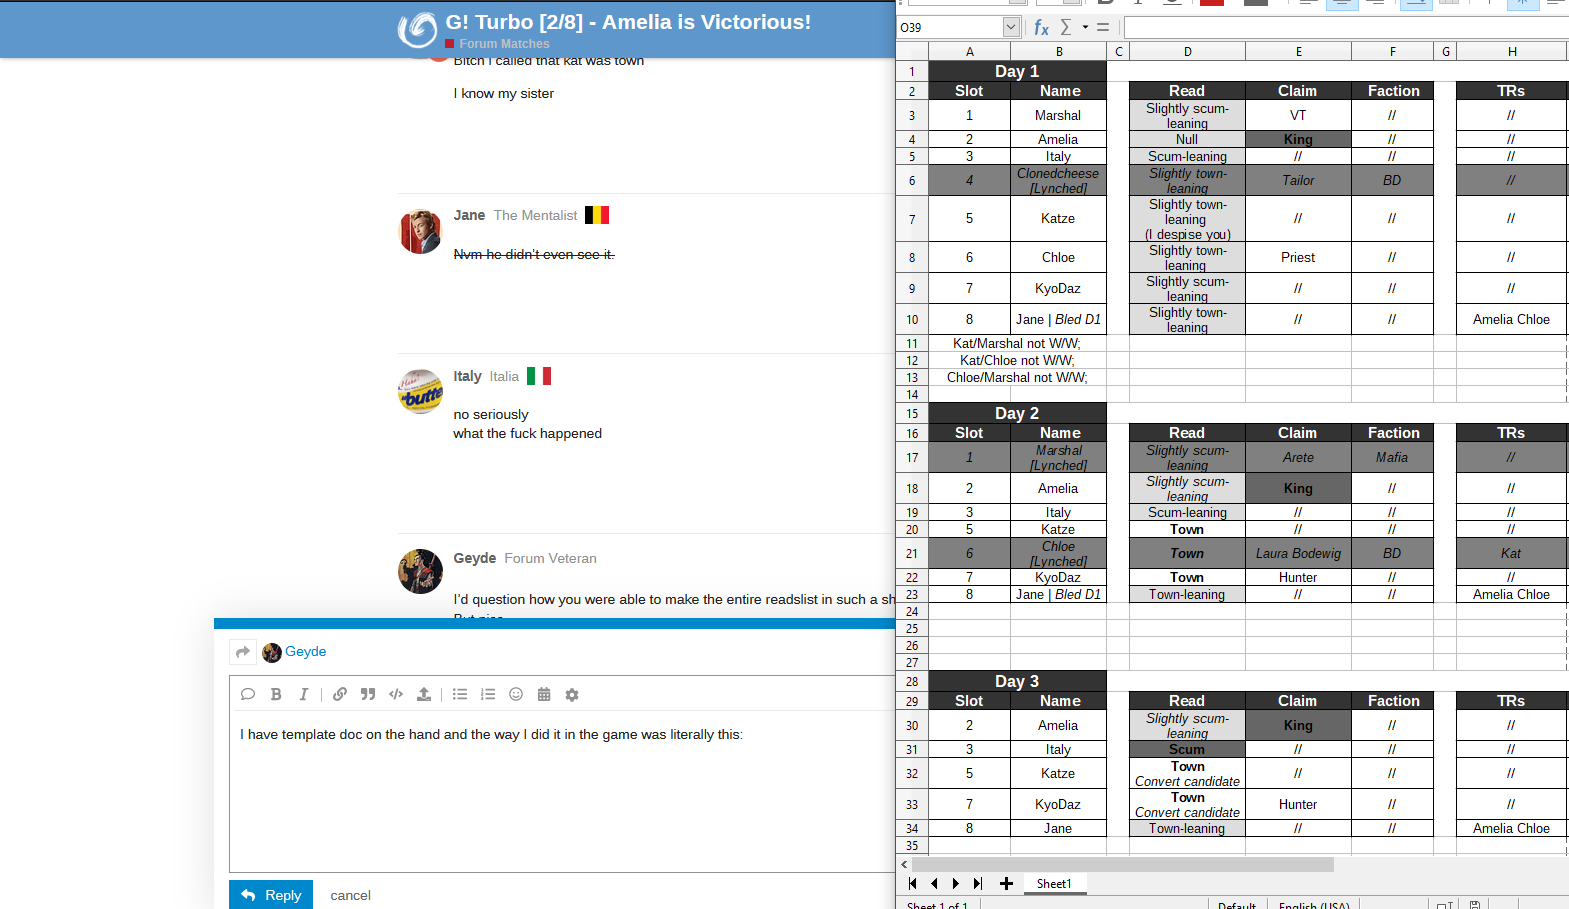 G! Turbo [2/8] - Amelia is Victorious!
Forum Matches
Bitch I called that kat was town
I know my sister
Jane The Mentalist
Nvm he didn't even see it.
Italy Italia
no seriously
what the fuck happened
Geyde Forum Veteran
I'd question how you were able to make the entire readslist in such a sh
But nice
Geyde
I have template doc on the hand and the way I did it in the game was literally this:
Reply cancel
O39
A B C D E F G H
1 Day 1
2 Slot Name Read Claim Faction TRs
3 1 Marshal Slightly scum-leaning VT // //
4 2 Amelia Null King // //
5 3 Italy Scum-leaning // // //
6 4 Clonedcheese [Lynched] Slightly town-leaning Tailor BD //
7 5 Katze Slightly town-leaning (I despise you) // // //
8 6 Chloe Slightly town-leaning Priest // //
9 7 KyoDaz Slightly scum-leaning // // //
10 8 Jane | Bled D1 Slightly town-leaning // // Amelia Chloe
11 Kat/Marshal not W/W;
12 Kat/Chloe not W/W;
13 Chloe/Marshal not W/W;
14
15 Day 2
16 Slot Name Read Claim Faction TRs
17 1 Marshal [Lynched] Slightly scum-leaning Arete Mafia //
18 2 Amelia Slightly scum-leaning King // //
19 3 Italy Scum-leaning // // //
20 5 Katze Town // // //
21 6 Chloe [Lynched] Town Laura Bodewig BD Kat
22 7 KyoDaz Town Hunter // //
23 8 Jane | Bled D1 Town-leaning // // Amelia Chloe
24
25
26
27
28 Day 3
29 Slot Name Read Claim Faction TRs
30 2 Amelia Slightly scum-leaning King // //
31 3 Italy Scum // // //
32 5 Katze Town Convert candidate // // //
33 7 KyoDaz Town Convert candidate Hunter // //
34 8 Jane Town-leaning // // Amelia Chloe
35
Sheet1
Sheet 1 of 1 Default English (USA)